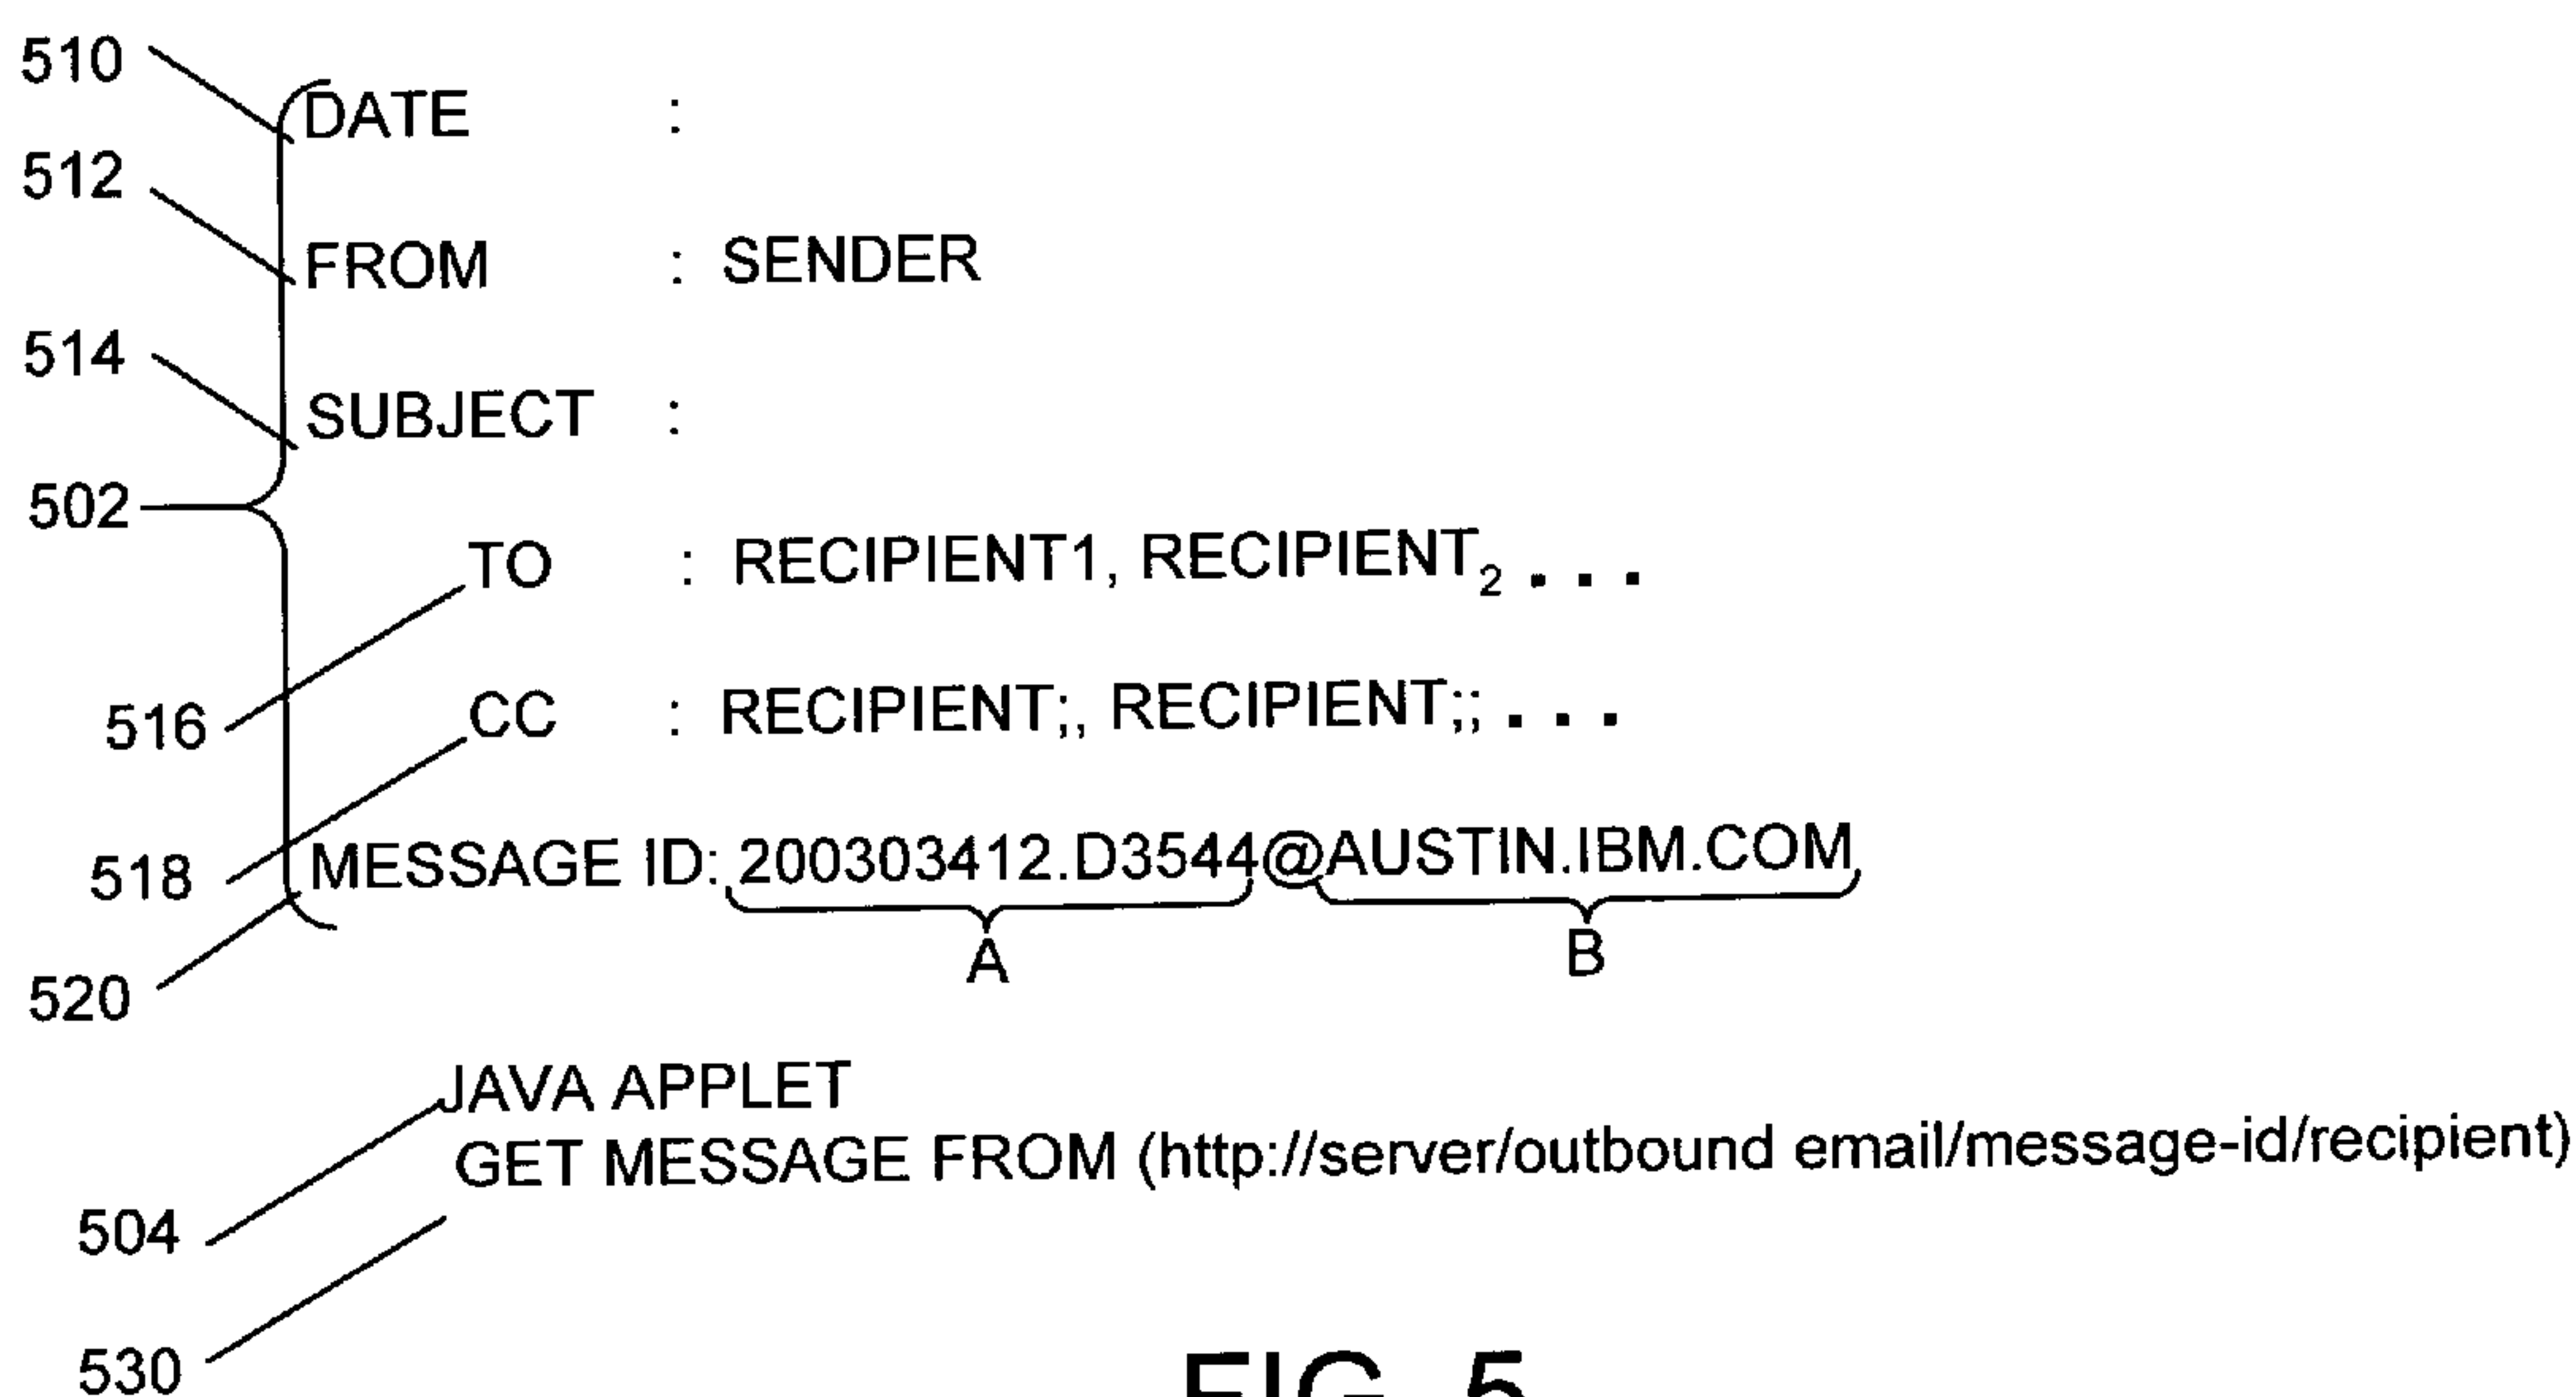 510
DATE :
512
FROM : SENDER
514
SUBJECT :
502
TO : RECIPIENT1, RECIPIENT₂ . . .
516
CC : RECIPIENT;, RECIPIENT;; . . .
518
MESSAGE ID: 200303412.D3544@AUSTIN.IBM.COM
A B
520
JAVA APPLET
GET MESSAGE FROM (http://server/outbound email/message-id/recipient)
504
530
FIG. 5